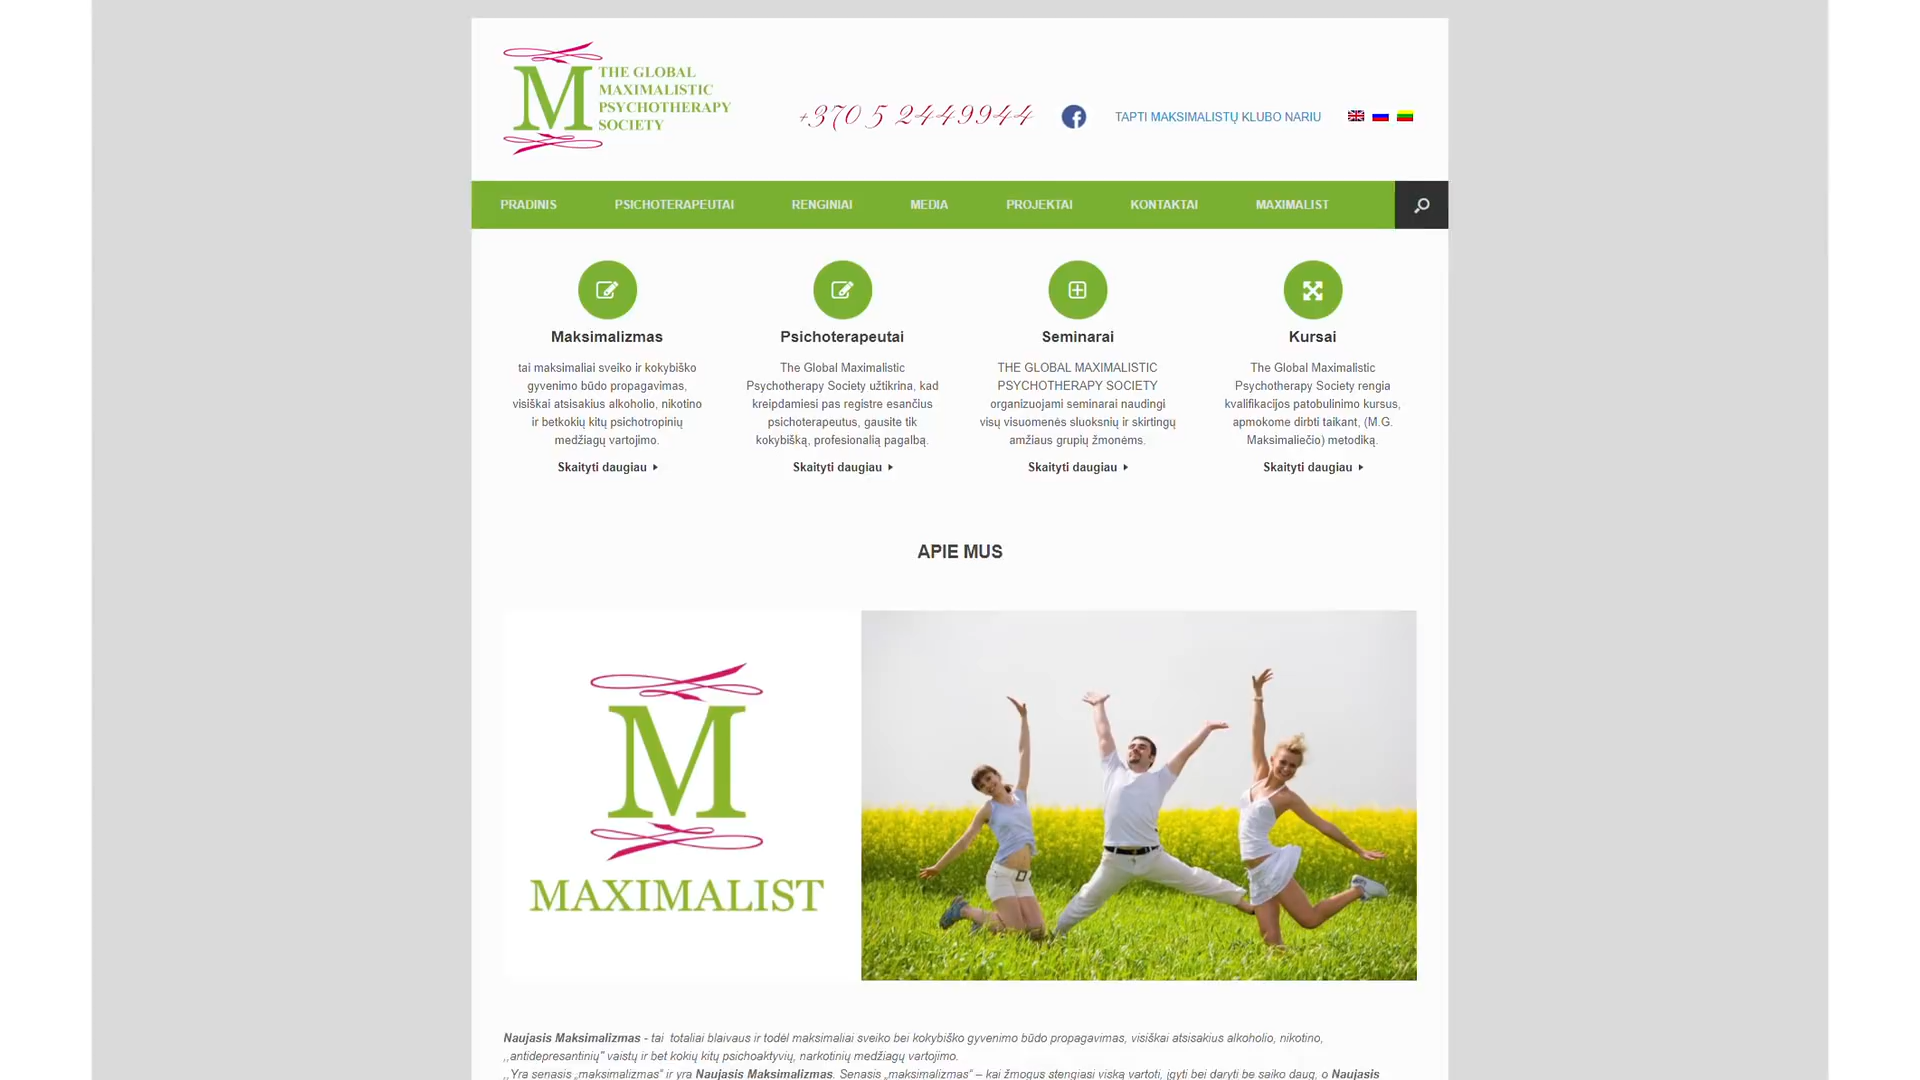 M THE GLOBAL
MAXIMALISTIC
PSYCHOTHERAPY
SOCIETY
+370 5 2449944
TAPTI MAKSIMALISTŲ KLUBO NARIU
PRADINIS PSICHOTERAPEUTAI RENGINIAI MEDIA PROJEKTAI KONTAKTAI MAXIMALIST
Maksimalizmas
tai maksimaliai sveiko ir kokybiško
gyvenimo būdo propagavimas,
visiškai atsisakius alkoholio, nikotino
ir betkokių kitų psichotropinių
medžiagų vartojimo.
Skaityti daugiau
Psichoterapeutai
The Global Maximalistic
Psychotherapy Society užtikrina, kad
kreipdamiesi pas registre esančius
psichoterapeutus, gausite tik
kokybišką, profesionalią pagalbą.
Skaityti daugiau
Seminarai
THE GLOBAL MAXIMALISTIC
PSYCHOTHERAPY SOCIETY
organizuojami seminarai naudingi
visų visuomenės sluoksnių ir skirtingų
amžiaus grupių žmonėms.
Skaityti daugiau
Kursai
The Global Maximalistic
Psychotherapy Society rengia
kvalifikacijos patobulinimo kursus,
apmokome dirbti taikant, (M.G.
Maksimaliečio) metodiką.
Skaityti daugiau
APIE MUS
M
MAXIMALIST
Naujasis Maksimalizmas - tai totaliai blaivaus ir todėl maksimaliai sveiko bei kokybiško gyvenimo būdo propagavimas, visiškai atsisakius alkoholio, nikotino,
,,antidepresantinių" vaistų ir bet kokių kitų psichoaktyvių, narkotinių medžiagų vartojimo.
,,Yra senasis „maksimalizmas“ ir yra Naujasis Maksimalizmas. Senasis „maksimalizmas“ – kai žmogus stengiasi viską vartoti, įgyti bei daryti be saiko daug, o Naujasis